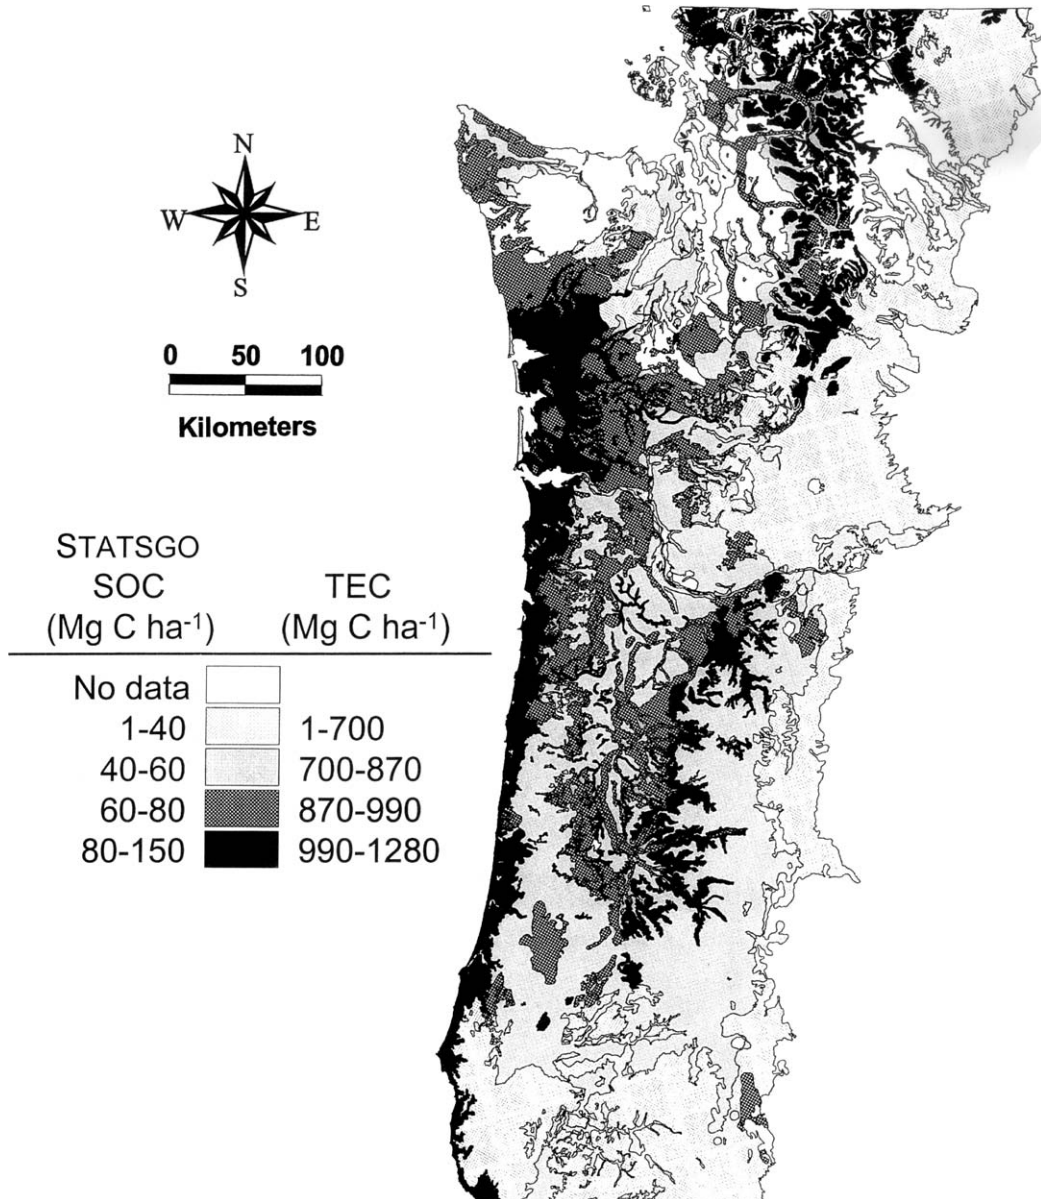 N
W E
S
0 50 100
Kilometers
STATSGO
SOC TEC
(Mg C ha⁻¹) (Mg C ha⁻¹)
No data
1-40 1-700
40-60 700-870
60-80 870-990
80-150 990-1280